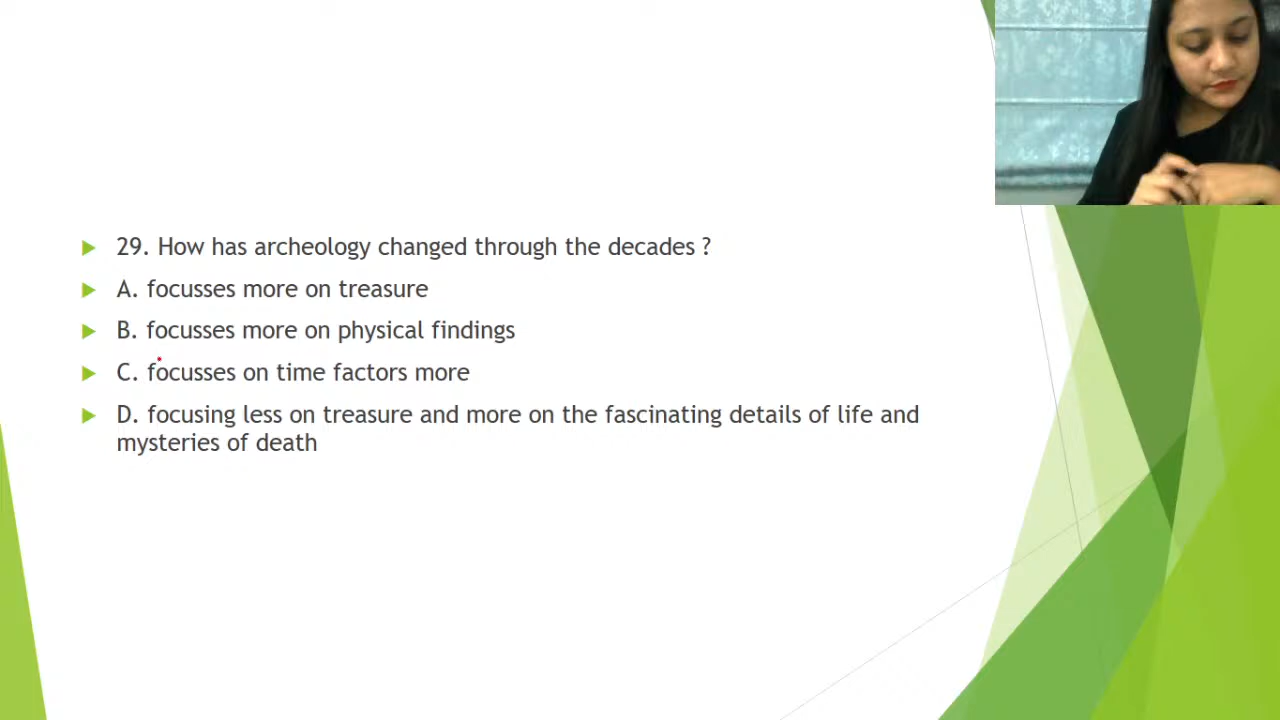 29. How has archeology changed through the decades ?
A. focusses more on treasure
B. focusses more on physical findings
C. focusses on time factors more
D. focusing less on treasure and more on the fascinating details of life and
mysteries of death